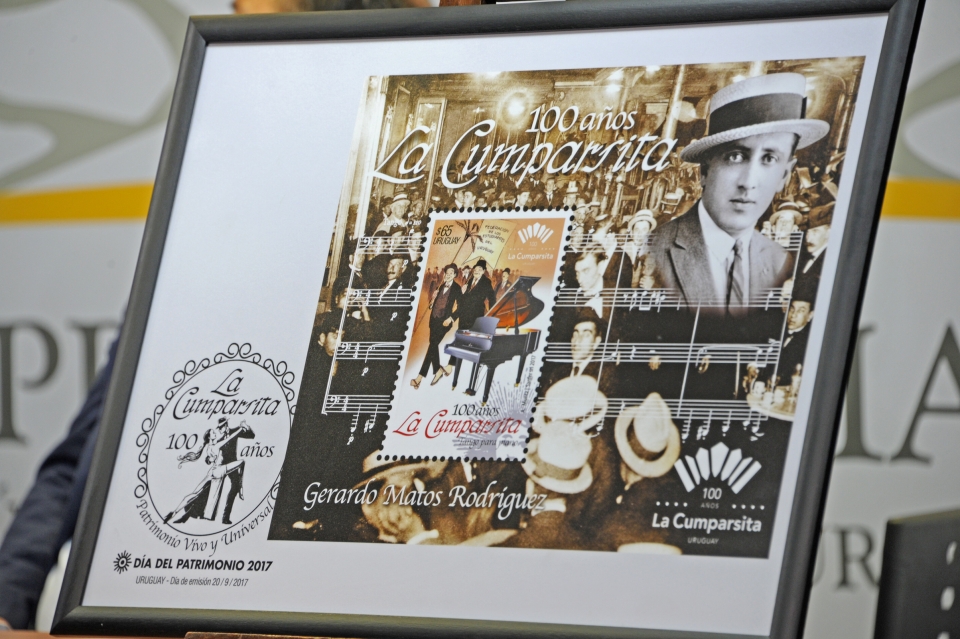 100 años
La Cumparsita
$65
URUGUAY
La Cumparsita
100 años
La Cumparsita
Gerardo Matos Rodríguez
100
AÑOS
La Cumparsita
URUGUAY
La
Cumparsita
100 años
Patrimonio Vivo y Universal
DÍA DEL PATRIMONIO 2017
URUGUAY - Día de emisión 20/9/2017